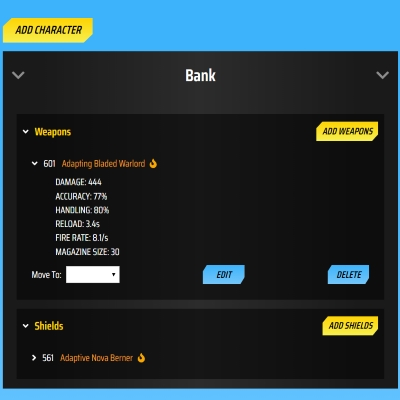 ADD CHARACTER
Bank
Weapons
ADD WEAPONS
601 Adapting Bladed Warlord
DAMAGE: 444
ACCURACY: 77%
HANDLING: 80%
RELOAD: 3.4s
FIRE RATE: 8.1/s
MAGAZINE SIZE: 30
Move To:
EDIT
DELETE
Shields
ADD SHIELDS
561 Adaptive Nova Berner